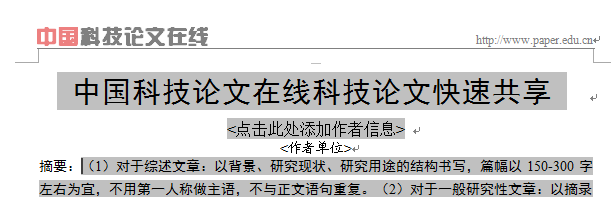 中国科技论文在线
http://www.paper.edu.cn
中国科技论文在线科技论文快速共享
<点击此处添加作者信息>
<作者单位>
摘要：（1）对于综述文章：以背景、研究现状、研究用途的结构书写，篇幅以 150-300 字
左右为宜，不用第一人称做主语，不与正文语句重复。（2）对于一般研究性文章：以摘录